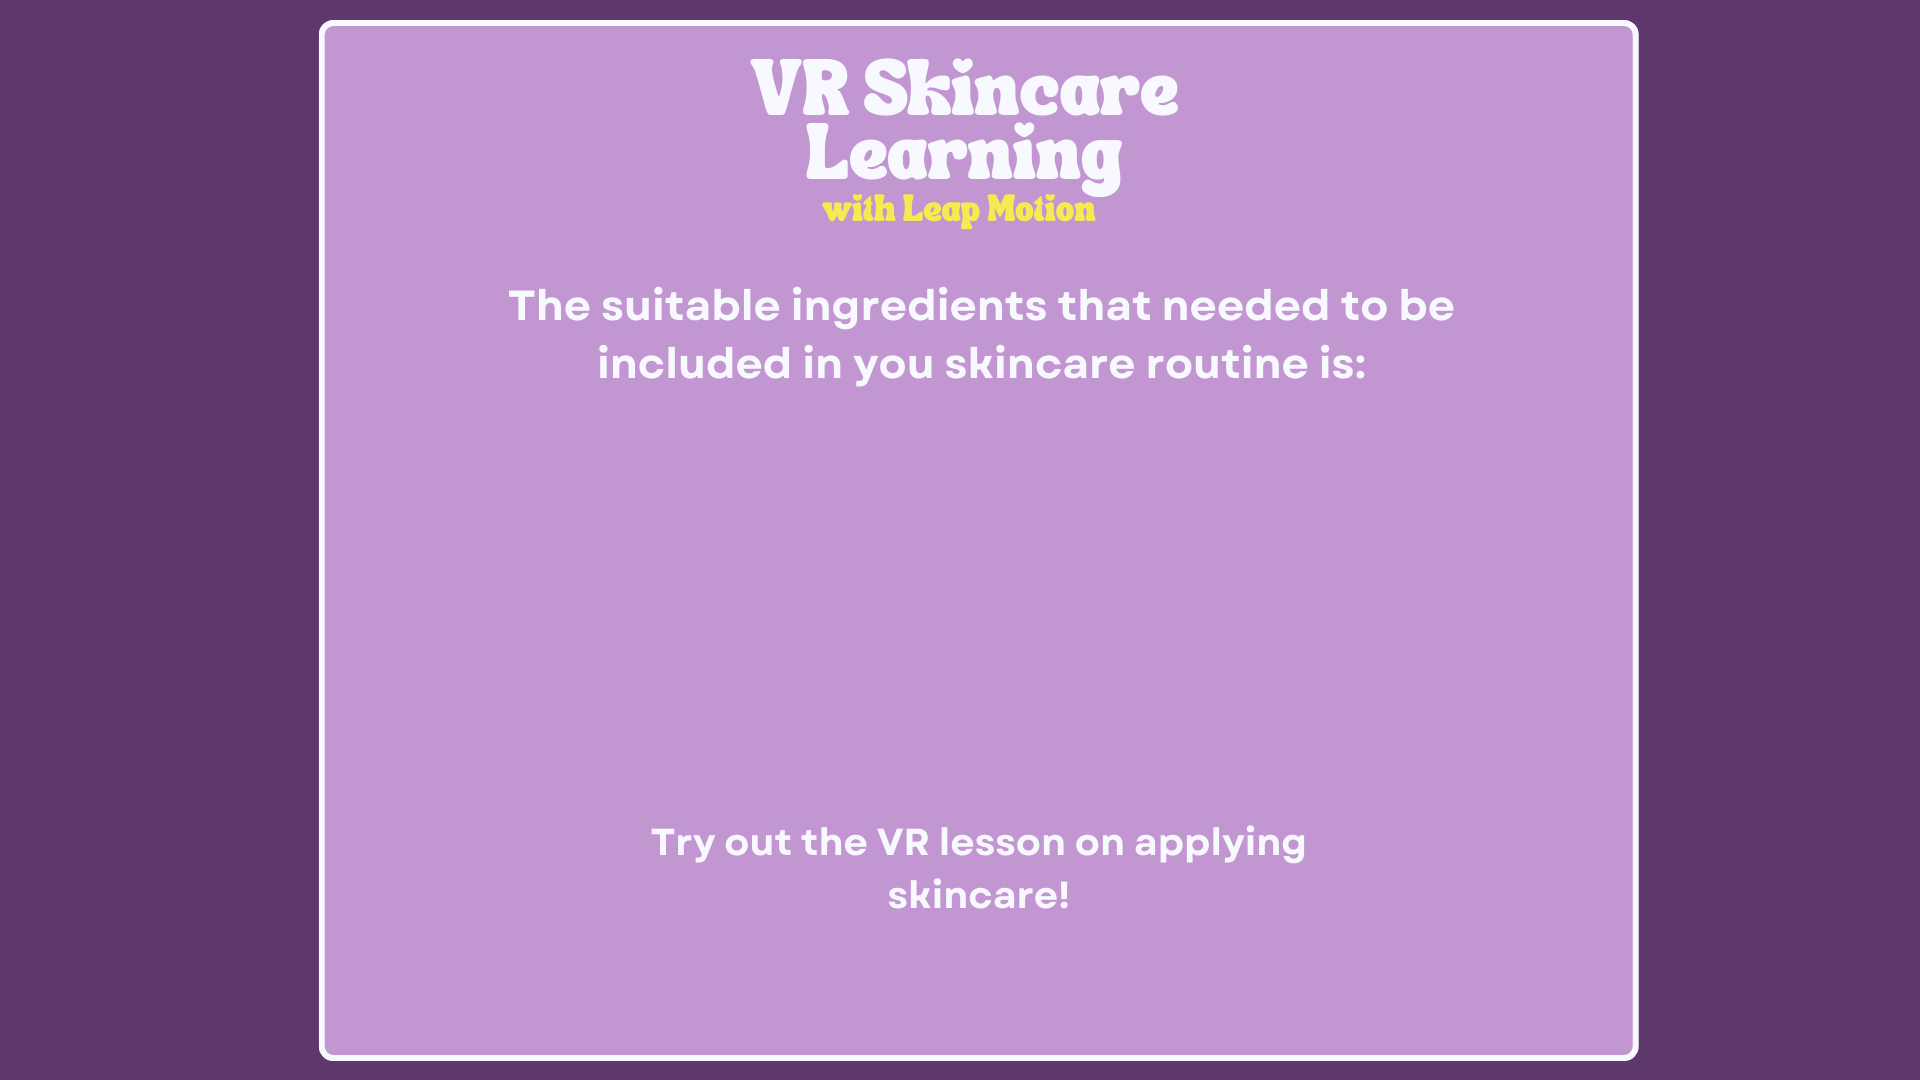 VR Skincare
Learning
with Leap Motion
The suitable ingredients that needed to be
included in you skincare routine is:
Try out the VR lesson on applying
skincare!